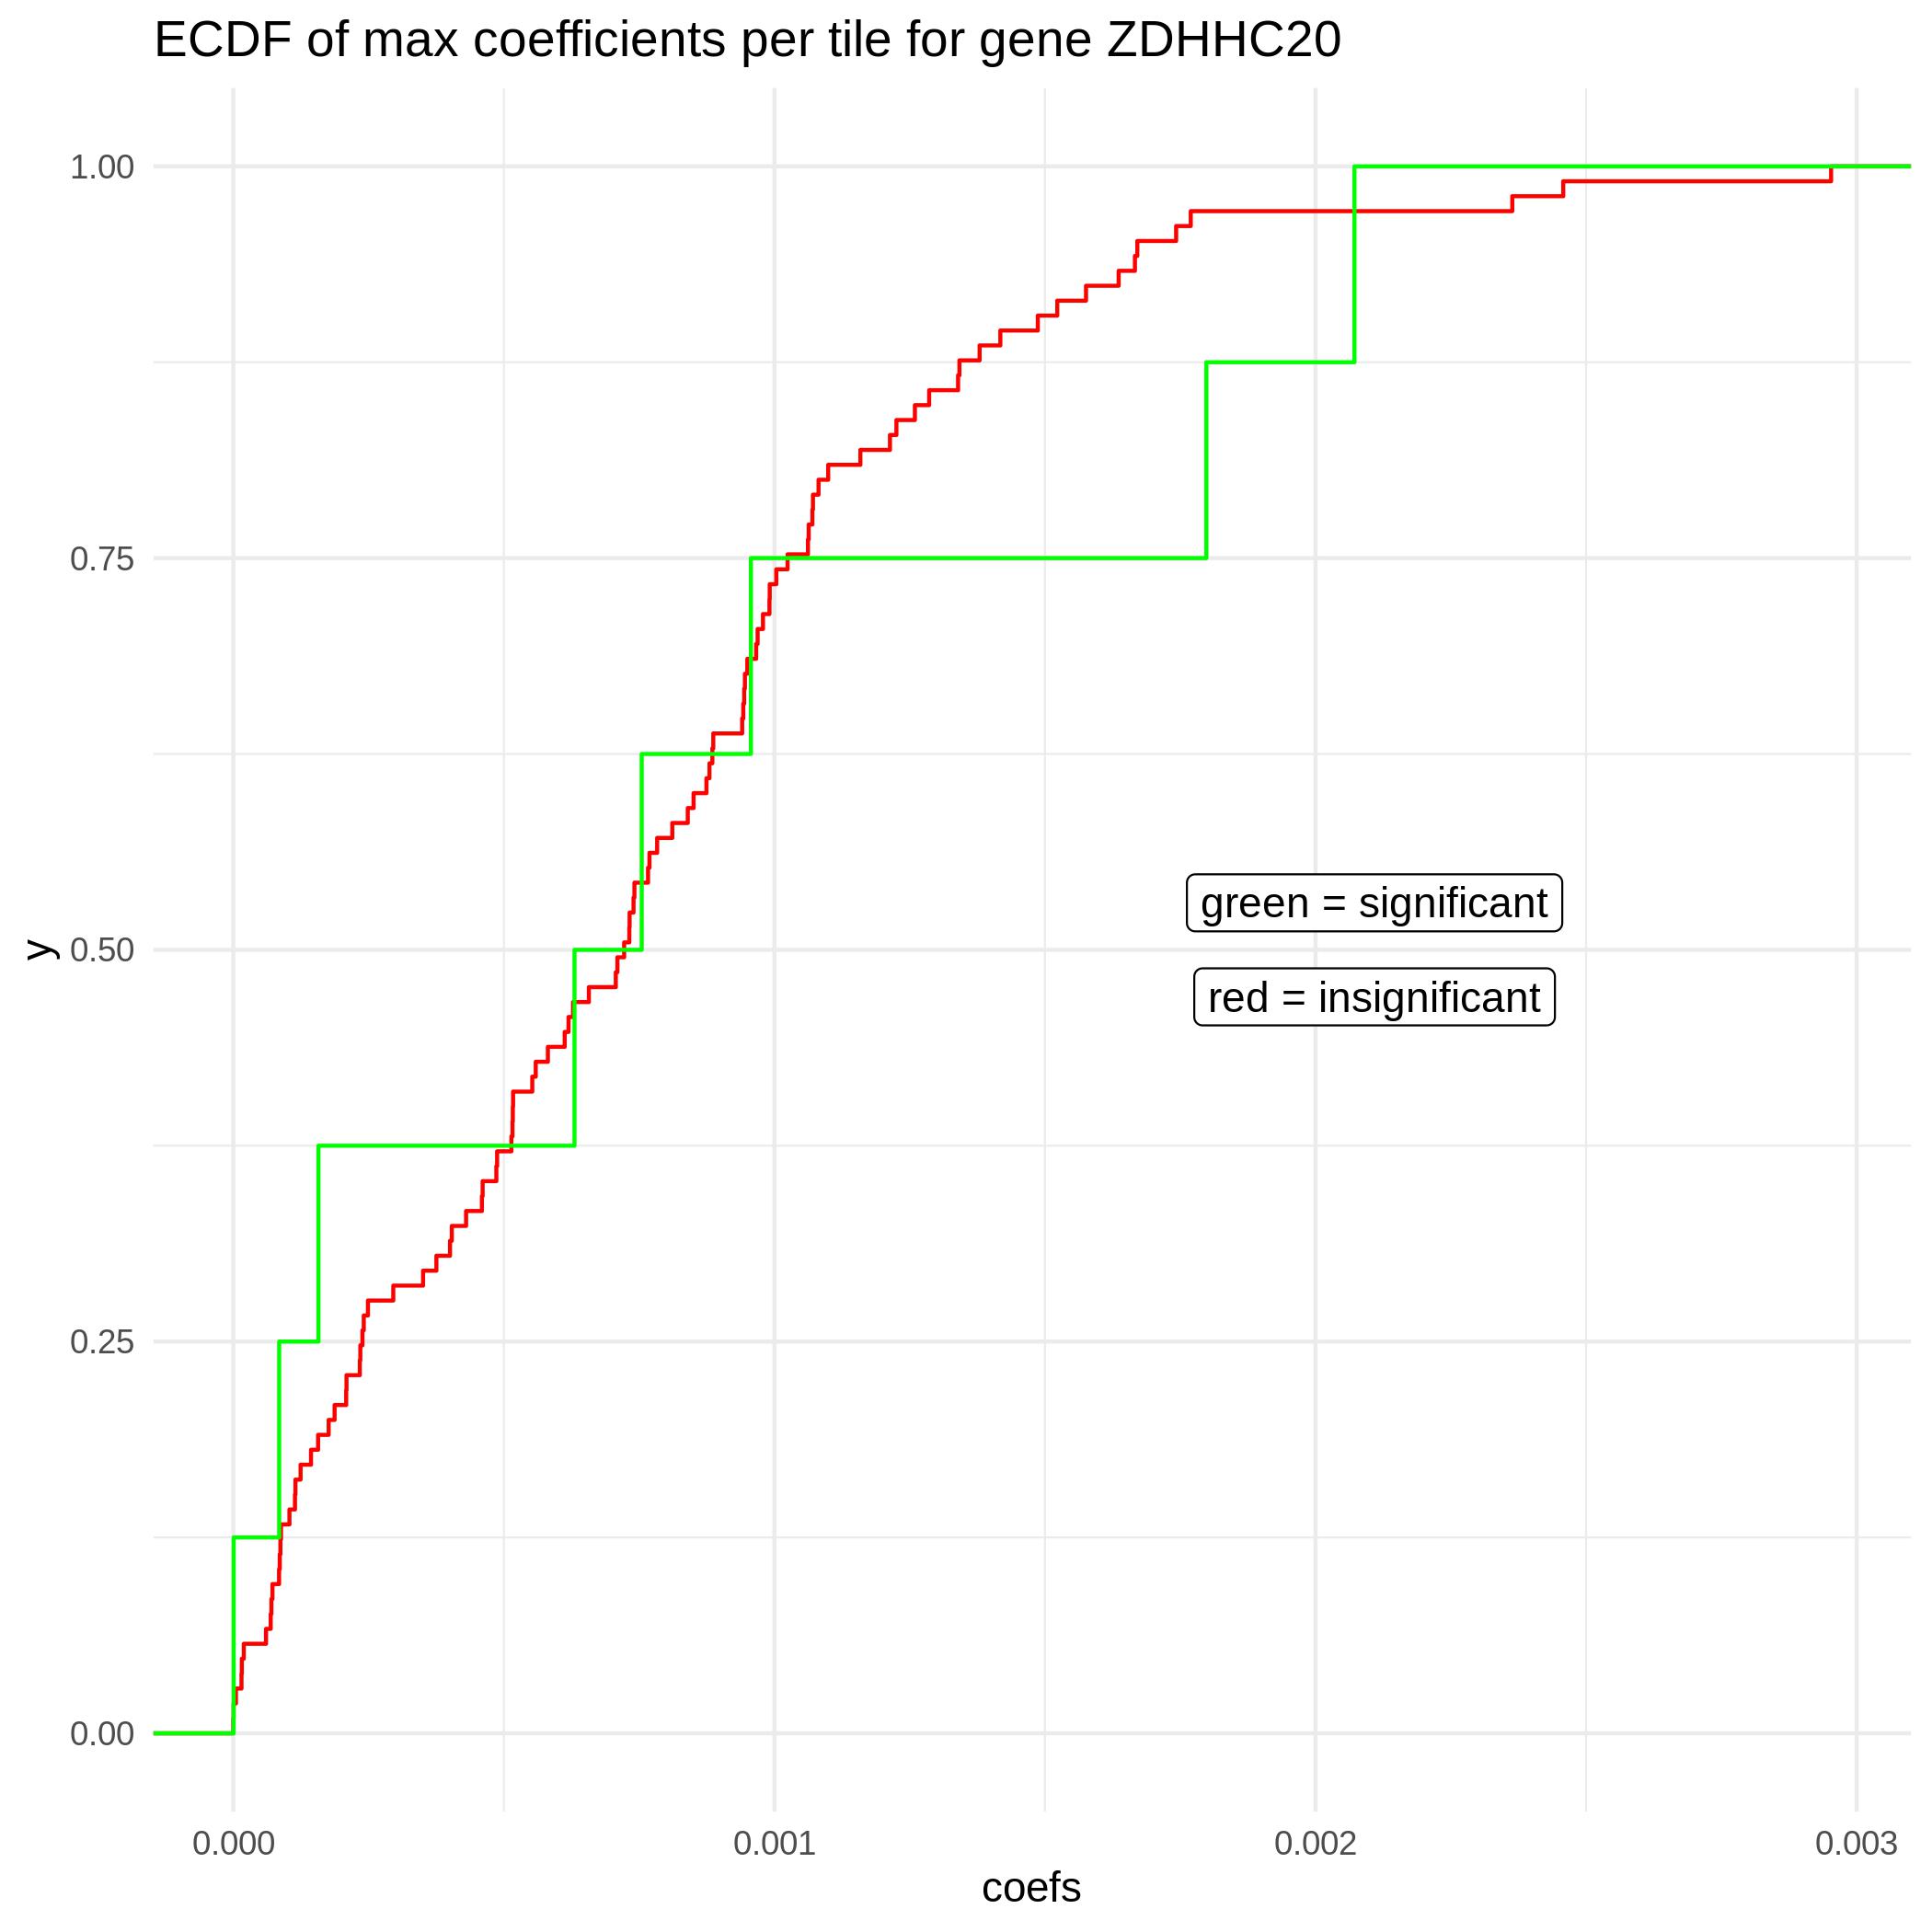 ECDF of max coefficients per tile for gene ZDHHC20
1.00
0.75
0.50
0.25
0.00
y
green = significant
red = insignificant
0.000 0.001 0.002 0.003
coefs